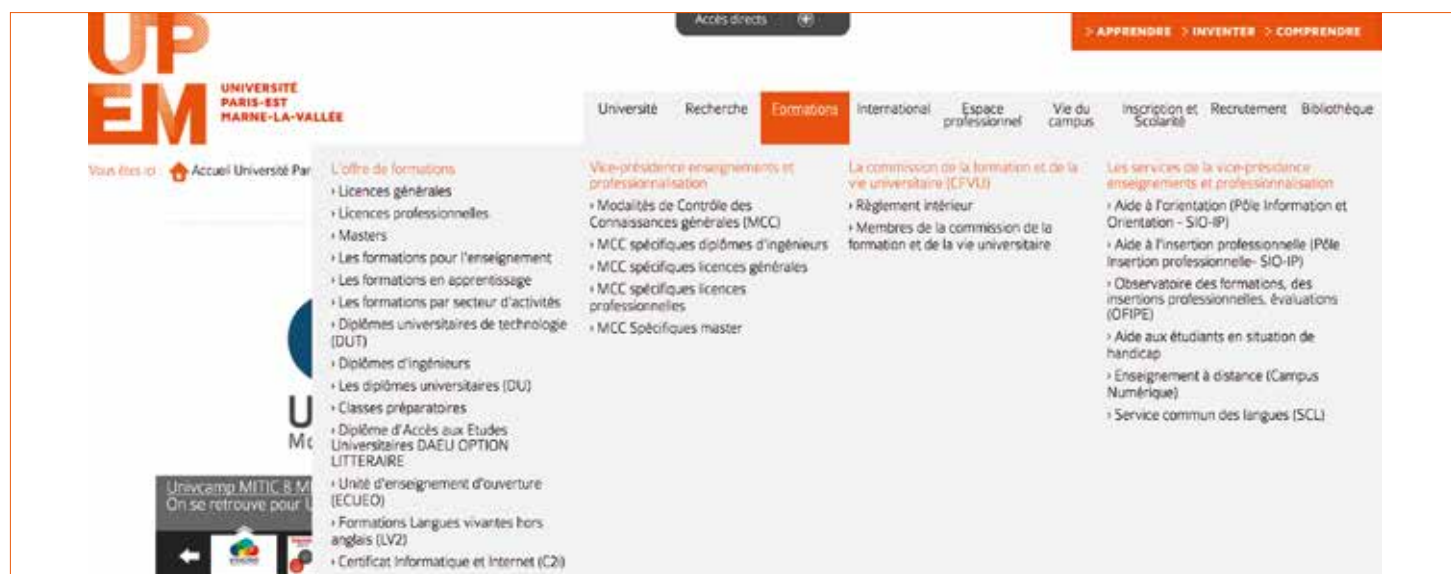 Accès directs
> APPRENDRE > INVENTER > COMPRENDRE
UPEM
UNIVERSITÉ
PARIS-EST
MARNE-LA-VALLÉE
Université Recherche Formations International Espace professionnel Vie du campus Inscription et Scolarité Recrutement Bibliothèque
Vous êtes ici : Accueil Université Par
L'offre de formations
› Licences générales
› Licences professionnelles
› Masters
› Les formations pour l'enseignement
› Les formations en apprentissage
› Les formations par secteur d'activités
› Diplômes universitaires de technologie
(DUT)
› Diplômes d'ingénieurs
› Les diplômes universitaires (DU)
› Classes préparatoires
› Diplôme d'Accès aux Etudes
Universitaires DAEU OPTION
LITTERAIRE
› Unité d'enseignement d'ouverture
(ECUEO)
› Formations Langues vivantes hors
anglais (LV2)
› Certificat Informatique et Internet (C2i)
Vice-présidence enseignements et
professionnalisation
› Modalités de Contrôle des
Connaissances générales (MCC)
› MCC spécifiques diplômes d'ingénieurs
› MCC spécifiques licences générales
› MCC spécifiques licences
professionnelles
› MCC Spécifiques master
La commission de la formation et de la
vie universitaire (CFVU)
› Règlement intérieur
› Membres de la commission de la
formation et de la vie universitaire
Les services de la vice-présidence
enseignements et professionnalisation
› Aide à l'orientation (Pôle Information et
Orientation - SIO-IP)
› Aide à l'insertion professionnelle (Pôle
Insertion professionnelle- SIO-IP)
› Observatoire des formations, des
insertions professionnelles, évaluations
(OFIPE)
› Aide aux étudiants en situation de
handicap
› Enseignement à distance (Campus
Numérique)
› Service commun des langues (SCL)
U
Mo
Univcamp MITIC 8 M
On se retrouve pour U